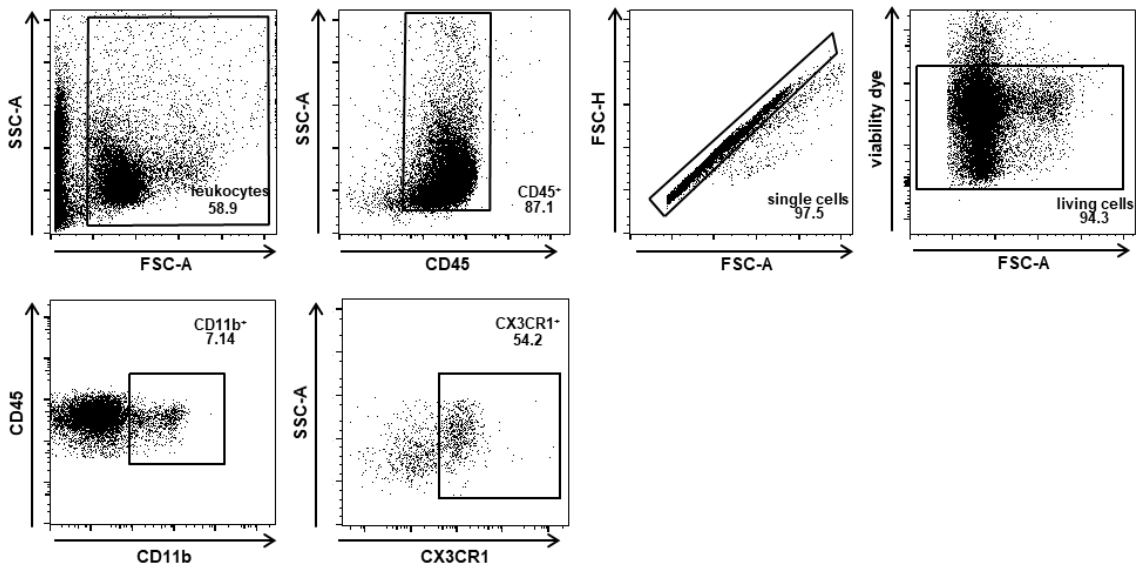 SSC-A
leukocytes
58.9
FSC-A
SSC-A
CD45⁺
87.1
CD45
FSC-H
single cells
97.5
FSC-A
viability dye
living cells
94.3
FSC-A
CD45
CD11b⁺
7.14
CD11b
SSC-A
CX3CR1⁺
54.2
CX3CR1